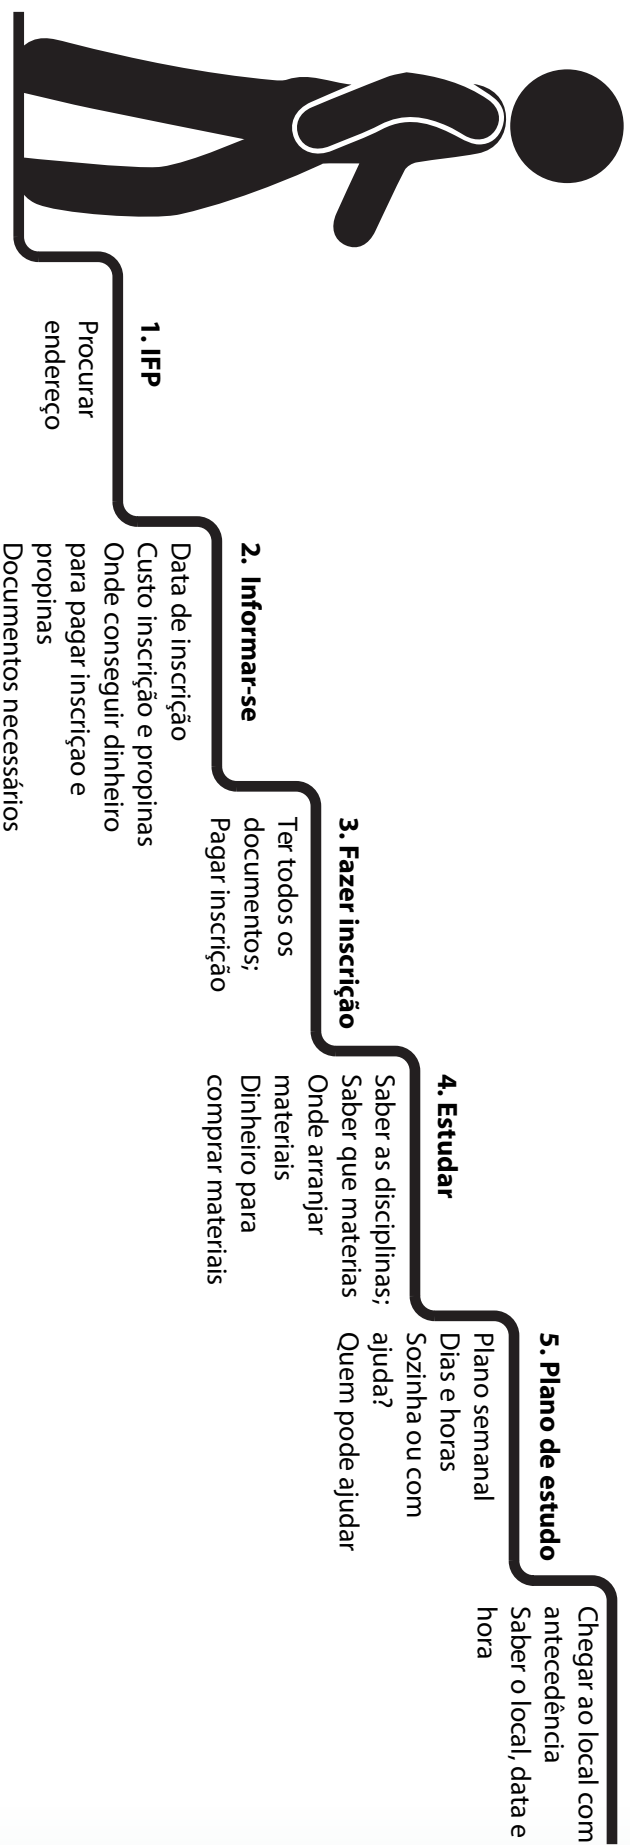 1. IFP
Procurar
endereço
2. Informar-se
Data de inscrição
Custo inscrição e propinas
Onde conseguir dinheiro
para pagar inscriçao e
propinas
Documentos necessários
3. Fazer inscrição
Ter todos os
documentos;
Pagar inscrição
4. Estudar
Saber as disciplinas;
Saber que materias
Onde arranjar
materiais
Dinheiro para
comprar materiais
5. Plano de estudo
Plano semanal
Dias e horas
Sozinha ou com
ajuda?
Quem pode ajudar
Chegar ao local com
antecedência
Saber o local, data e
hora